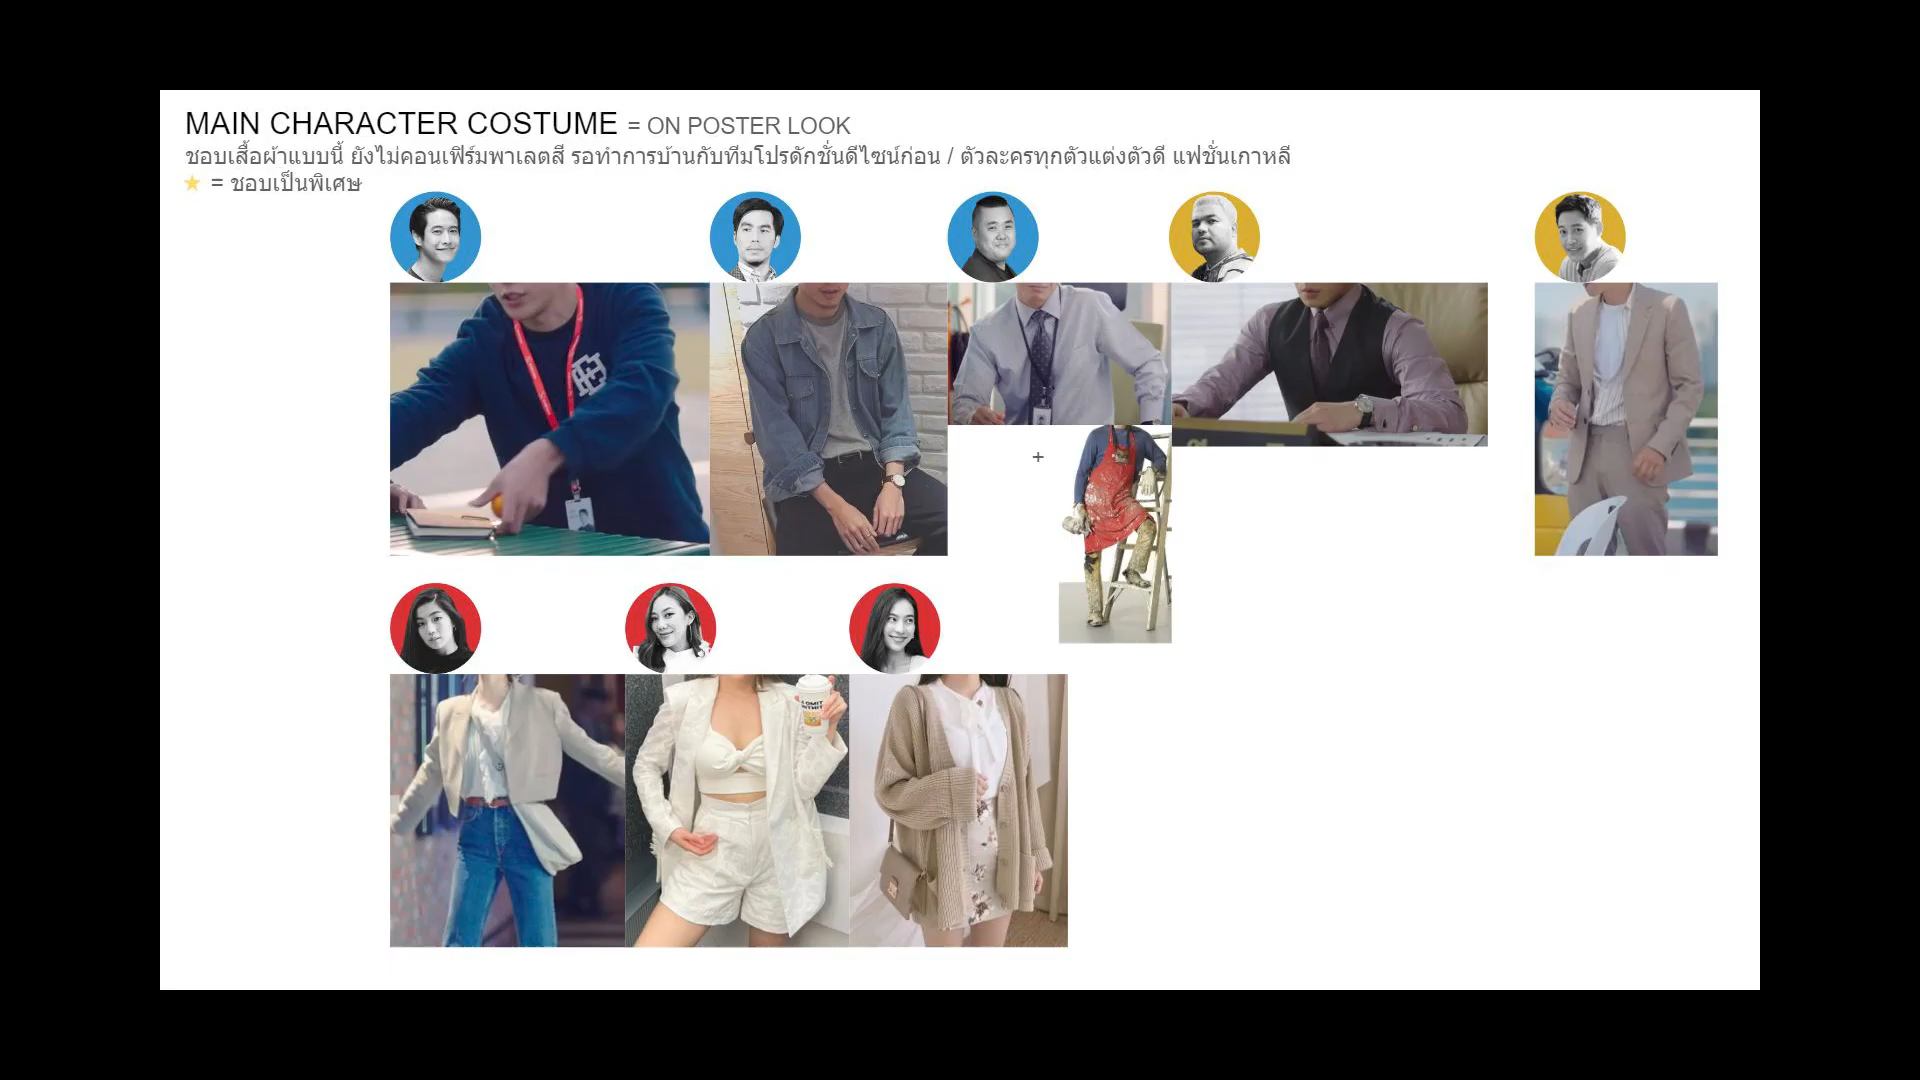 MAIN CHARACTER COSTUME = ON POSTER LOOK
ชอบเสื้อผ้าแบบนี้ ยังไม่คอนเฟิร์มพาเลตสี รอทำการบ้านกับทีมโปรดักชั่นดีไซน์ก่อน / ตัวละครทุกตัวแต่งตัวดี แฟชั่นเกาหลี
★ = ชอบเป็นพิเศษ
+